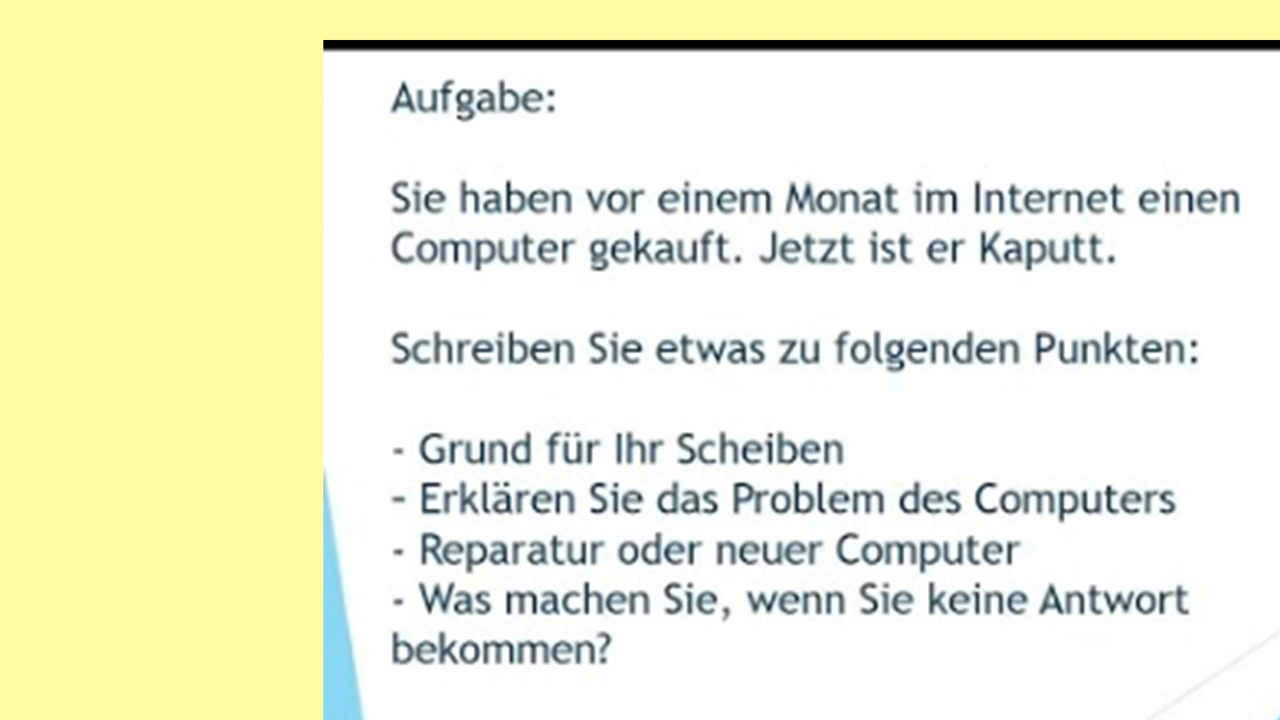 Aufgabe:
Sie haben vor einem Monat im Internet einen
Computer gekauft. Jetzt ist er Kaputt.
Schreiben Sie etwas zu folgenden Punkten:
- Grund für Ihr Scheiben
- Erklären Sie das Problem des Computers
- Reparatur oder neuer Computer
- Was machen Sie, wenn Sie keine Antwort
bekommen?